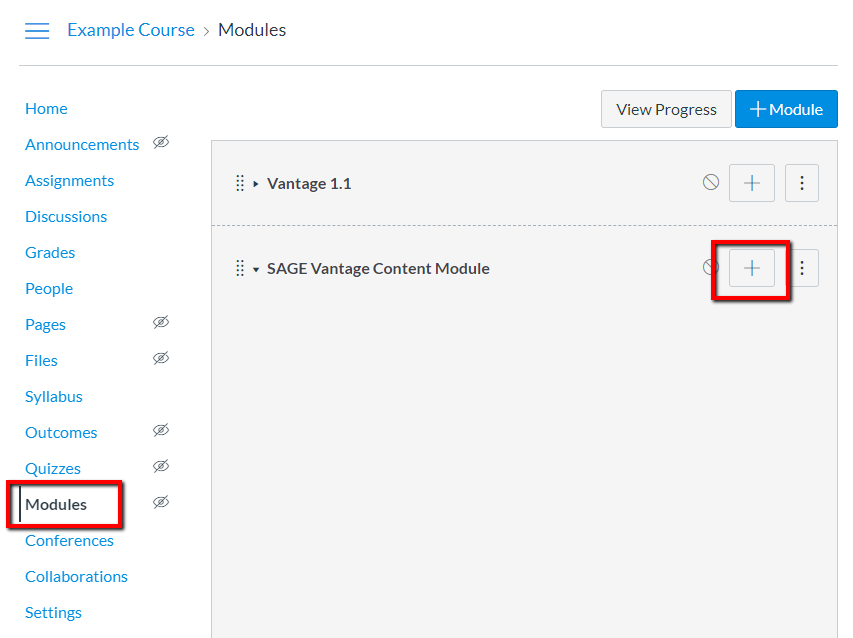 Example Course > Modules
View Progress
+ Module
Home
Announcements
Assignments
Discussions
Grades
People
Pages
Files
Syllabus
Outcomes
Quizzes
Modules
Conferences
Collaborations
Settings
Vantage 1.1
SAGE Vantage Content Module